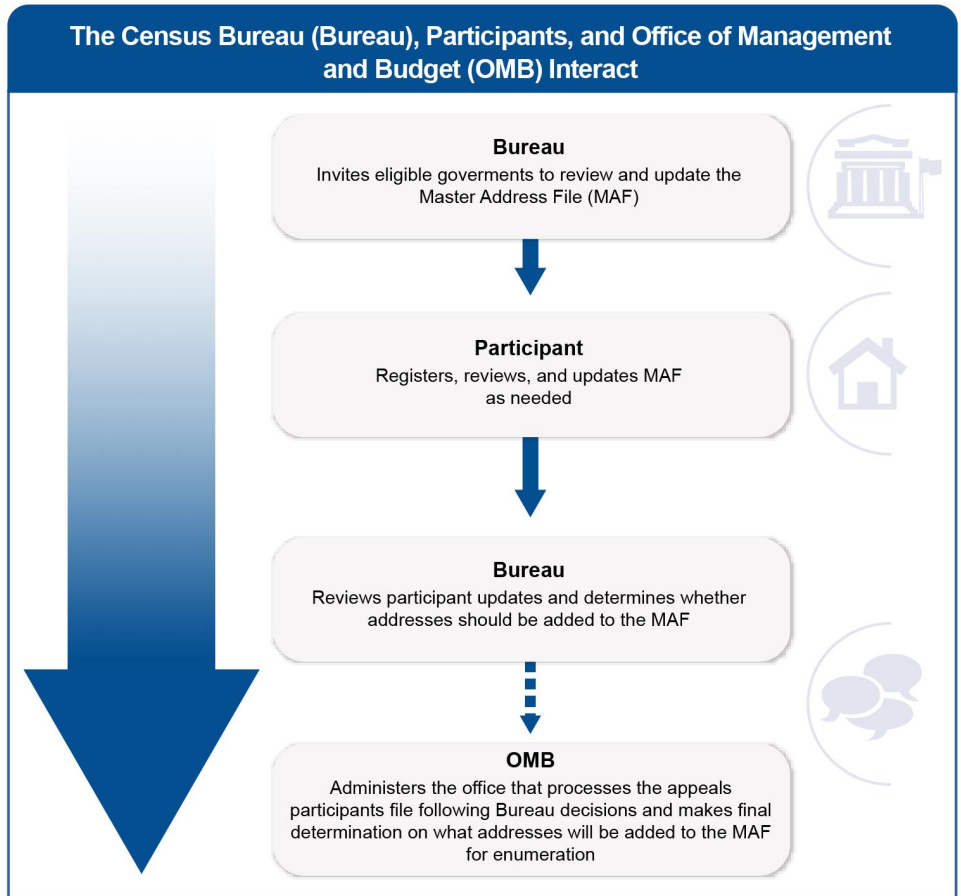 The Census Bureau (Bureau), Participants, and Office of Management
and Budget (OMB) Interact
Bureau
Invites eligible goverments to review and update the
Master Address File (MAF)
Participant
Registers, reviews, and updates MAF
as needed
Bureau
Reviews participant updates and determines whether
addresses should be added to the MAF
OMB
Administers the office that processes the appeals
participants file following Bureau decisions and makes final
determination on what addresses will be added to the MAF
for enumeration